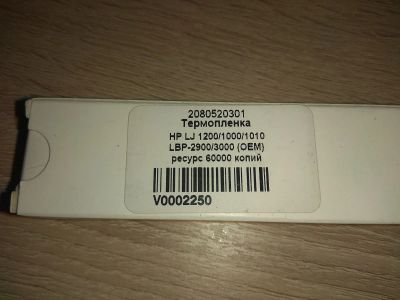 2080520301
Термопленка
HP LJ 1200/1000/1010
LBP-2900/3000 (OEM)
ресурс 60000 копий
V0002250